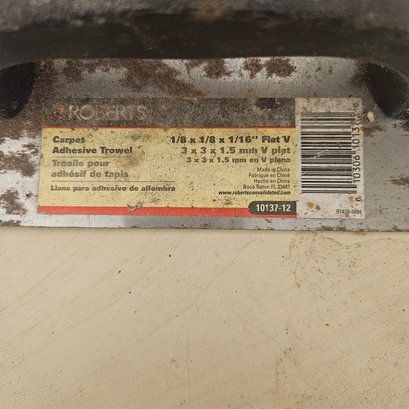 ROBERTS
Carpet
Adhesive Trowel
Truelle pour
adhésif de tapis
Llana para adhesivo de alfombra
1/8 x 1/8 x 1/16" Flat V
3 x 3 x 1.5 mm V plat
3 x 3 x 1.5 mm en V plana
Made in China
Fabriqué en Chine
Hecho en China
Boca Raton FL 33487
www.robertsconsolidated.com
10137-12